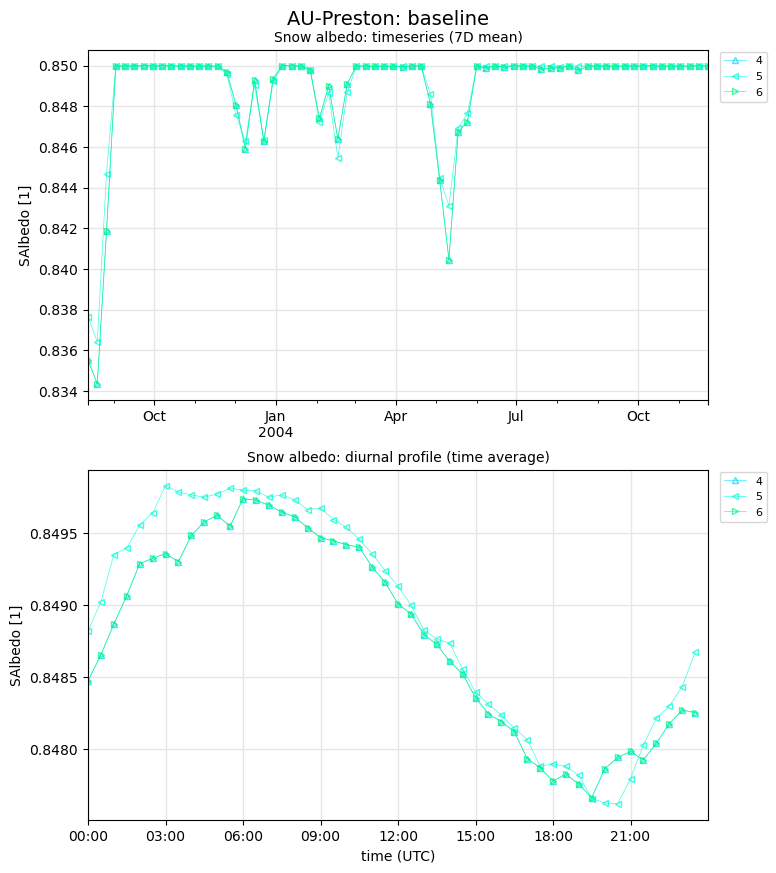 AU-Preston: baseline
Snow albedo: timeseries (7D mean)
0.850
0.848
0.846
0.844
0.842
0.840
0.838
0.836
0.834
SAlbedo [1]
Oct
Jan
2004
Apr
Jul
Oct
4
5
6
Snow albedo: diurnal profile (time average)
0.8495
0.8490
0.8485
0.8480
SAlbedo [1]
00:00
03:00
06:00
09:00
12:00
15:00
18:00
21:00
time (UTC)
4
5
6